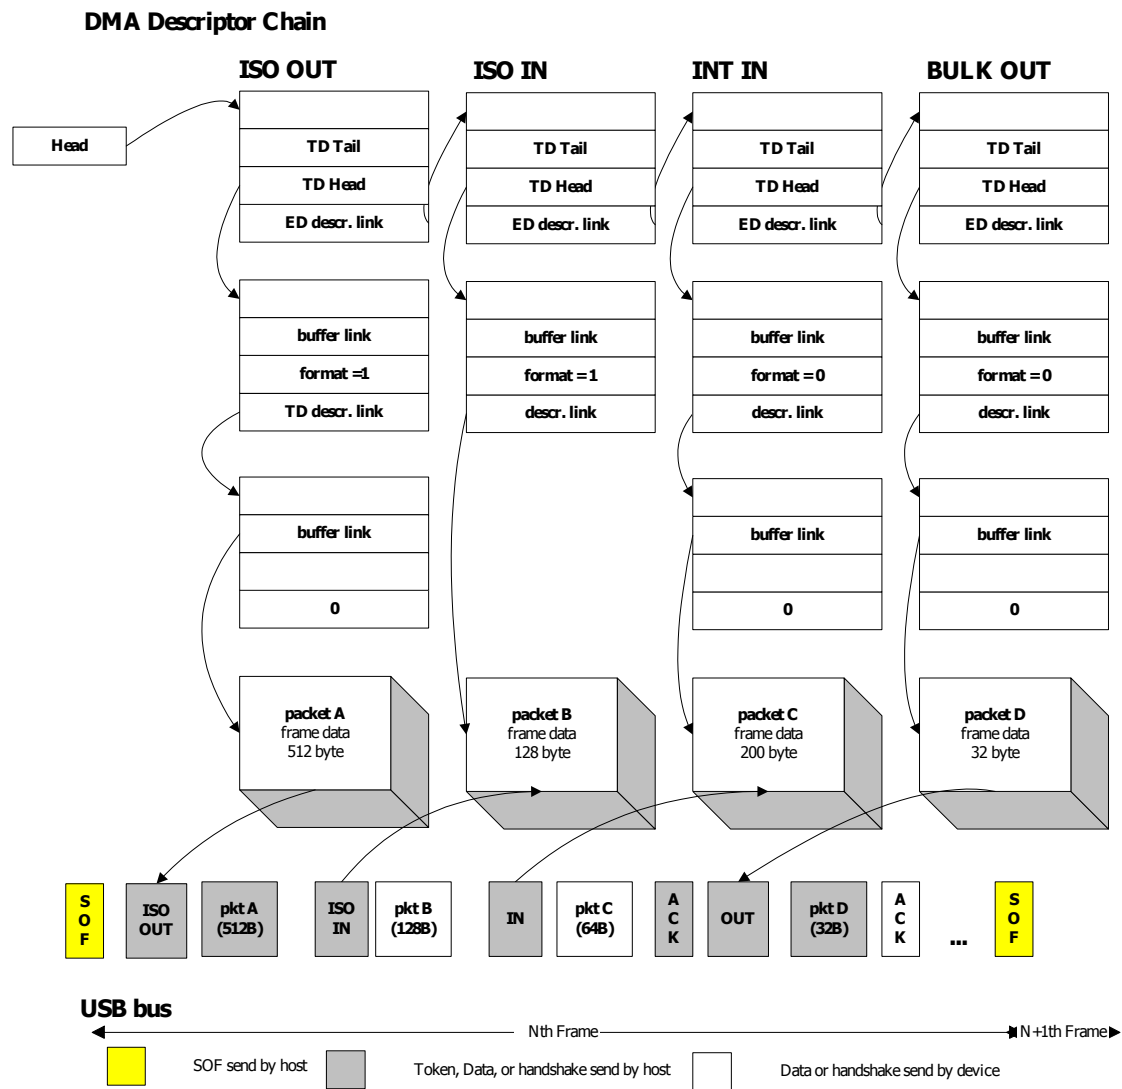 DMA Descriptor Chain
ISO OUT
ISO IN
INT IN
BULK OUT
Head
TD Tail
TD Head
ED descr. link
TD Tail
TD Head
ED descr. link
TD Tail
TD Head
ED descr. link
TD Tail
TD Head
ED descr. link
buffer link
format =1
TD descr. link
buffer link
format = 1
descr. link
buffer link
format = 0
descr. link
buffer link
format = 0
descr. link
buffer link
0
buffer link
0
buffer link
0
packet A
frame data
512 byte
packet B
frame data
128 byte
packet C
frame data
200 byte
packet D
frame data
32 byte
S
O
F
ISO
OUT
pkt A
(512B)
ISO
IN
pkt B
(128B)
IN
pkt C
(64B)
A
C
K
OUT
pkt D
(32B)
A
C
K
...
S
O
F
USB bus
Nth Frame
N+1th Frame
SOF send by host
Token, Data, or handshake send by host
Data or handshake send by device